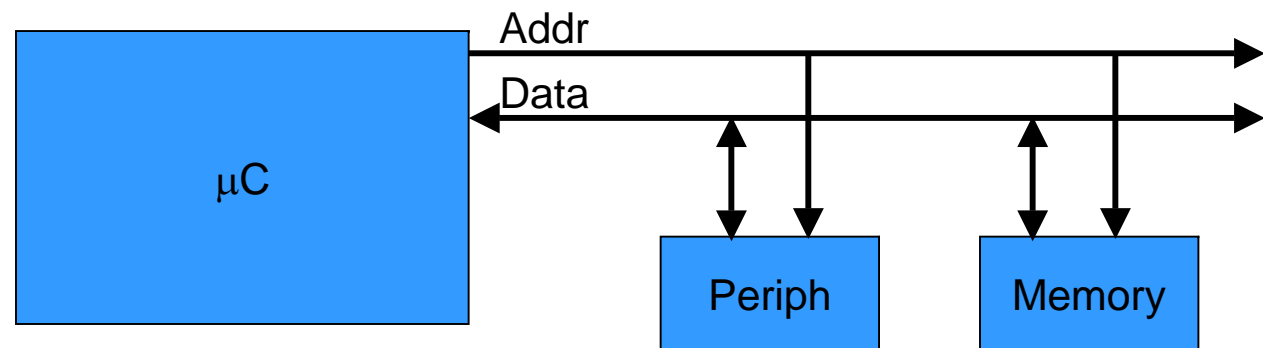 Addr
Data
μC
Periph
Memory